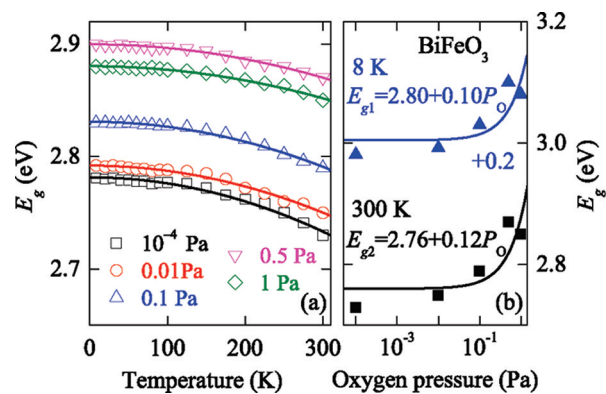 2.9
2.8
2.7
E_g (eV)
10⁻⁴ Pa
0.01Pa
0.1 Pa
0.5 Pa
1 Pa
(a)
0 100 200 300
Temperature (K)
BiFeO₃
8 K
E_g1=2.80+0.10P_O
+0.2
300 K
E_g2=2.76+0.12P_O
(b)
10⁻³ 10⁻¹
Oxygen pressure (Pa)
3.2
3.0
2.8
E_g (eV)